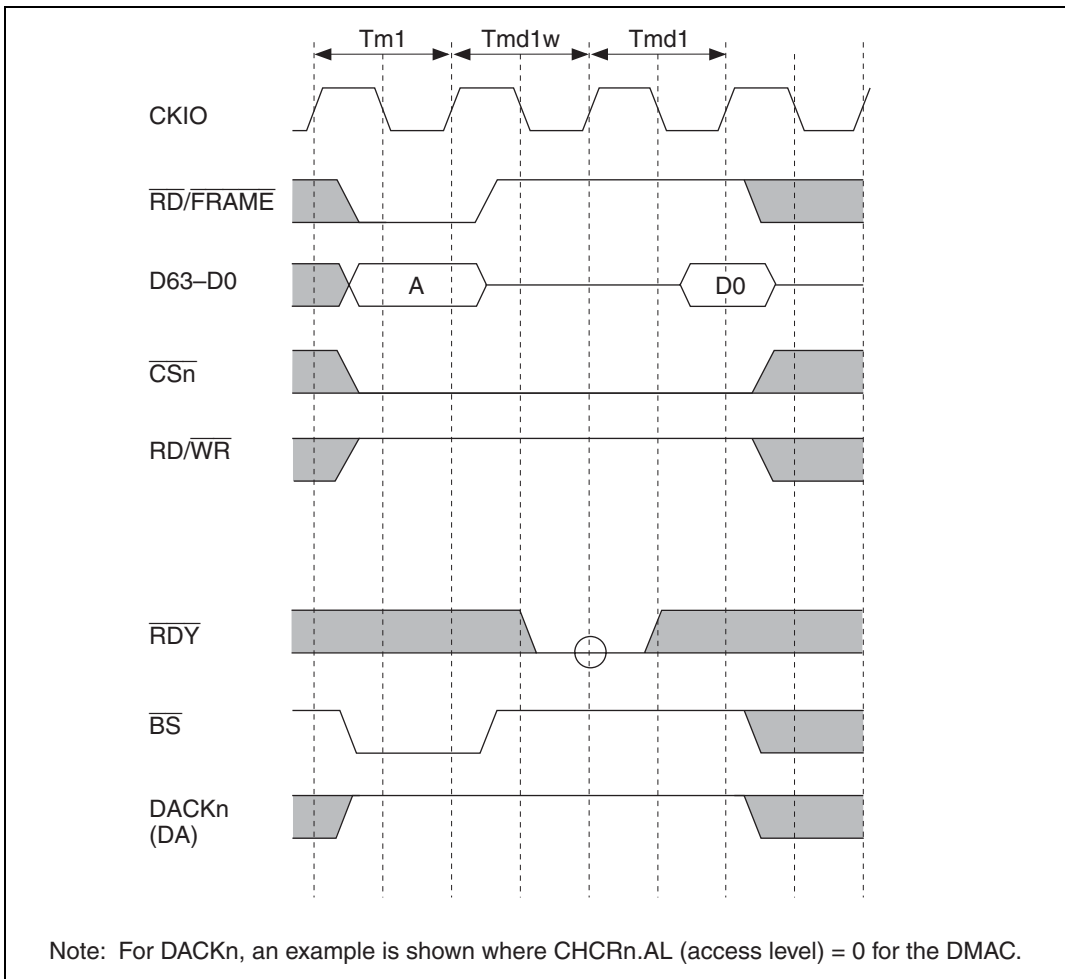 Tm1 Tmd1w Tmd1
CKIO
RD/FRAME
D63–D0 A D0
CSn
RD/WR
RDY
BS
DACKn
(DA)
Note: For DACKn, an example is shown where CHCRn.AL (access level) = 0 for the DMAC.